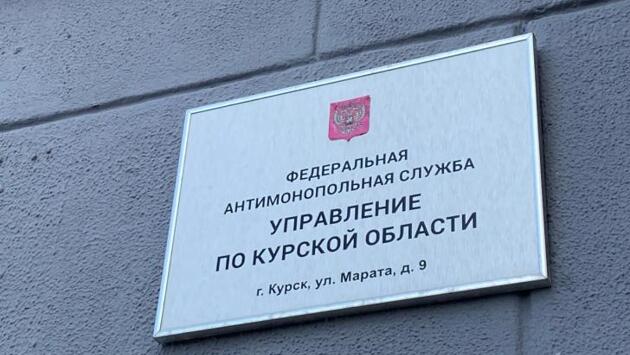 ФЕДЕРАЛЬНАЯ
АНТИМОНОПОЛЬНАЯ СЛУЖБА
УПРАВЛЕНИЕ
ПО КУРСКОЙ ОБЛАСТИ
г. Курск, ул. Марата, д. 9